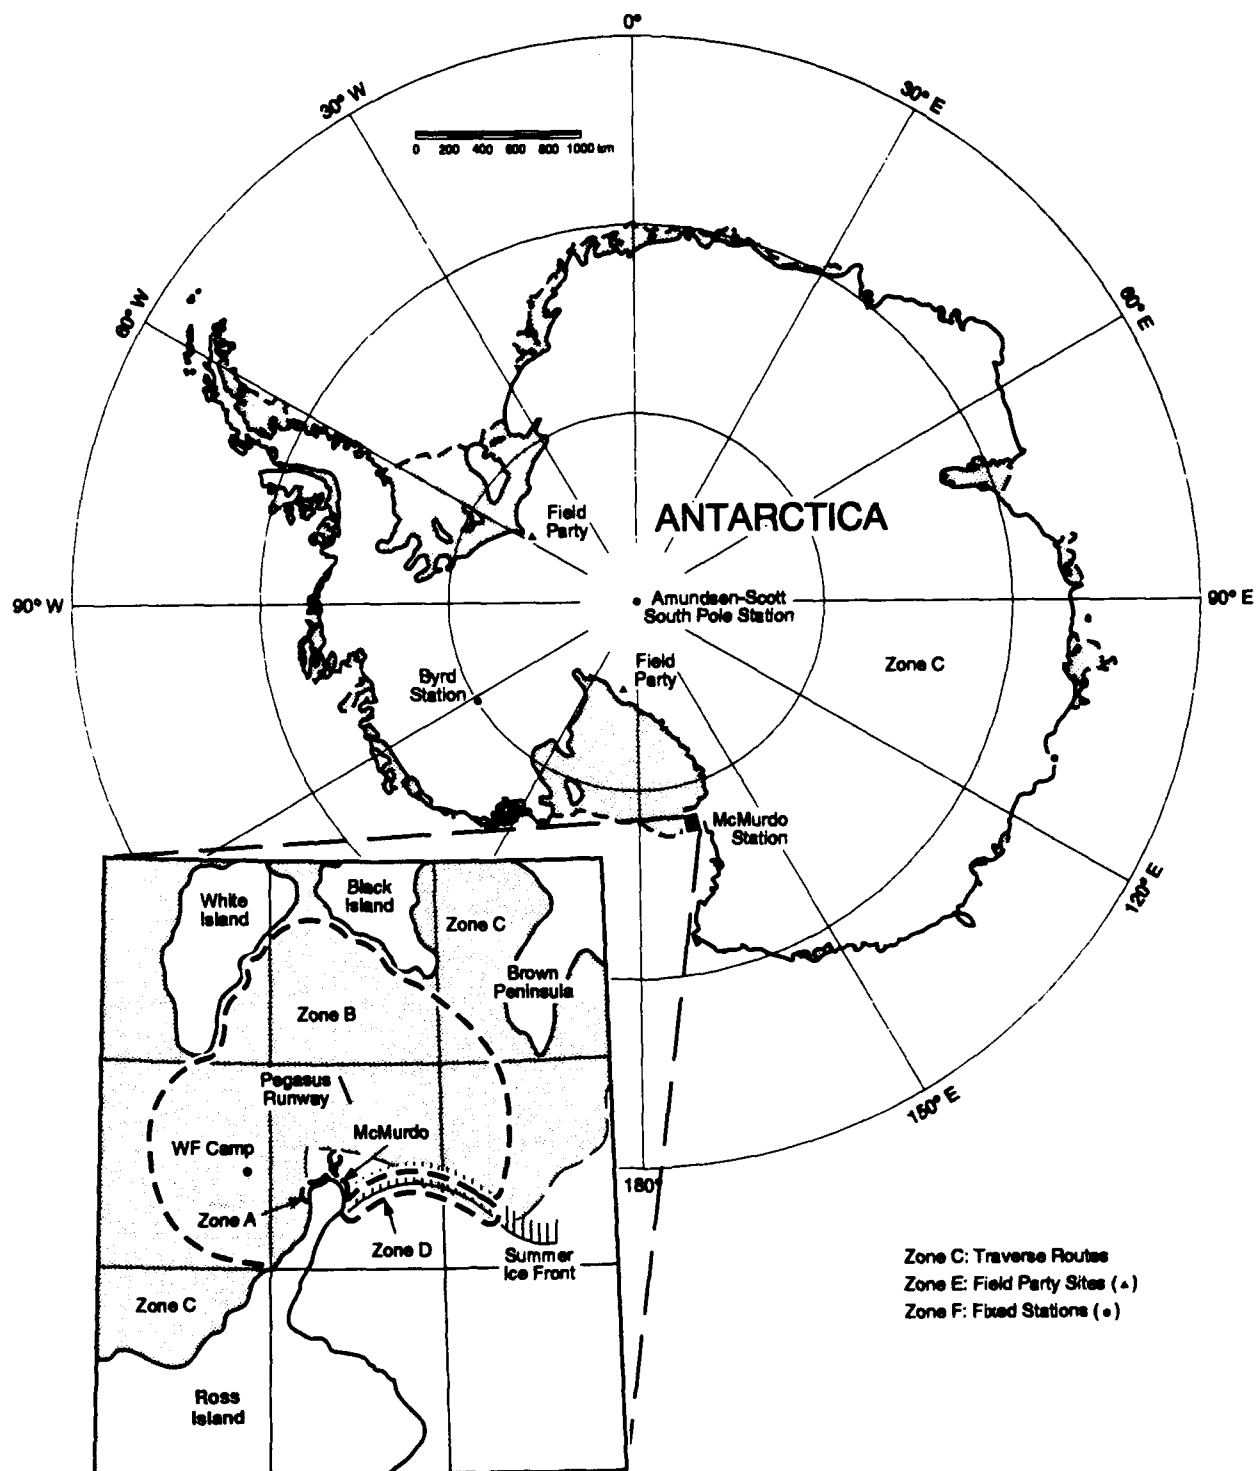 0°
30° W
30° E
0 200 400 600 800 1000 km
60° W
60° E
Field
Party
ANTARCTICA
90° W
Amundsen-Scott
South Pole Station
90° E
Field
Party
Zone C
Byrd
Station
McMurdo
Station
120° E
150° E
180°
White
Island
Black
Island
Zone C
Brown
Peninsula
Zone B
Pegasus
Runway
McMurdo
WF Camp
Zone A
Zone D
Summer
Ice Front
Zone C
Ross
Island
Zone C: Traverse Routes
Zone E: Field Party Sites (▲)
Zone F: Fixed Stations (●)